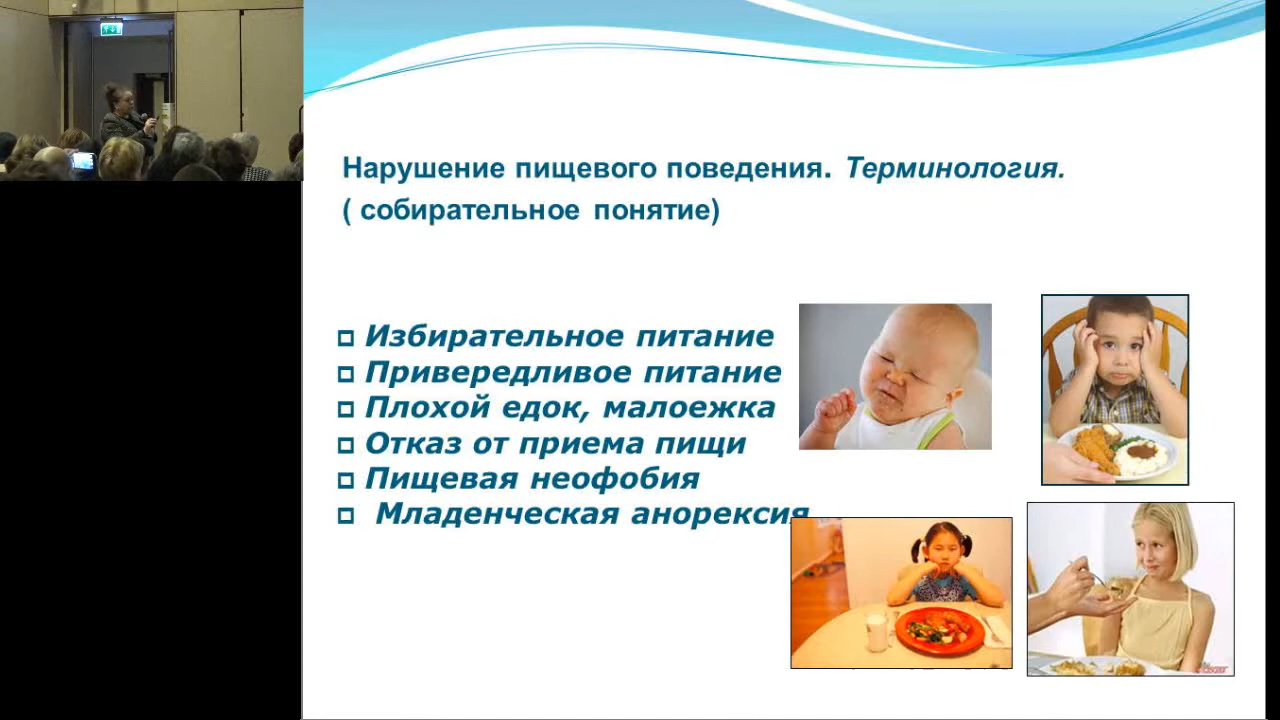 Нарушение пищевого поведения. Терминология.
( собирательное понятие)
Избирательное питание
Привередливое питание
Плохой едок, малоежка
Отказ от приема пищи
Пищевая неофобия
Младенческая анорексия